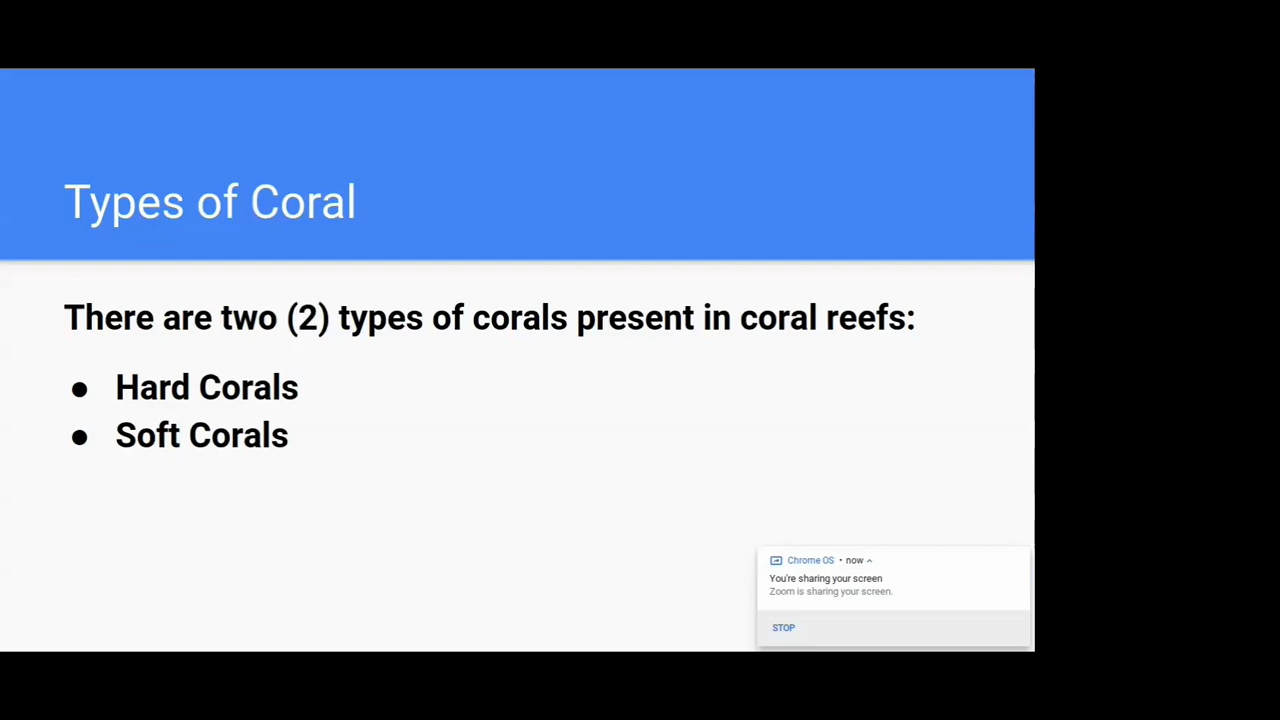 Types of Coral
There are two (2) types of corals present in coral reefs:
● Hard Corals
● Soft Corals
Chrome OS • now
You're sharing your screen
Zoom is sharing your screen.
STOP